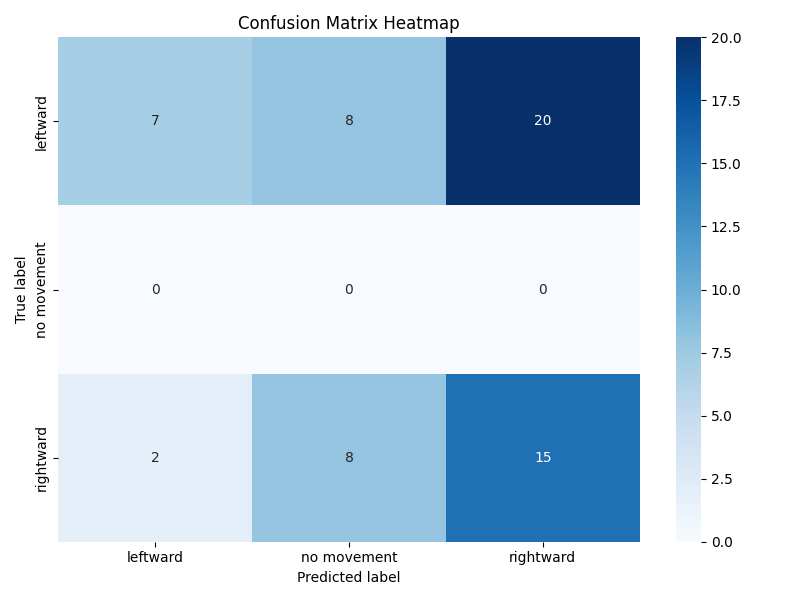 Confusion Matrix Heatmap
leftward
7
8
20
True label
no movement
0
0
0
rightward
2
8
15
leftward
no movement
rightward
Predicted label
20.0
17.5
15.0
12.5
10.0
7.5
5.0
2.5
0.0